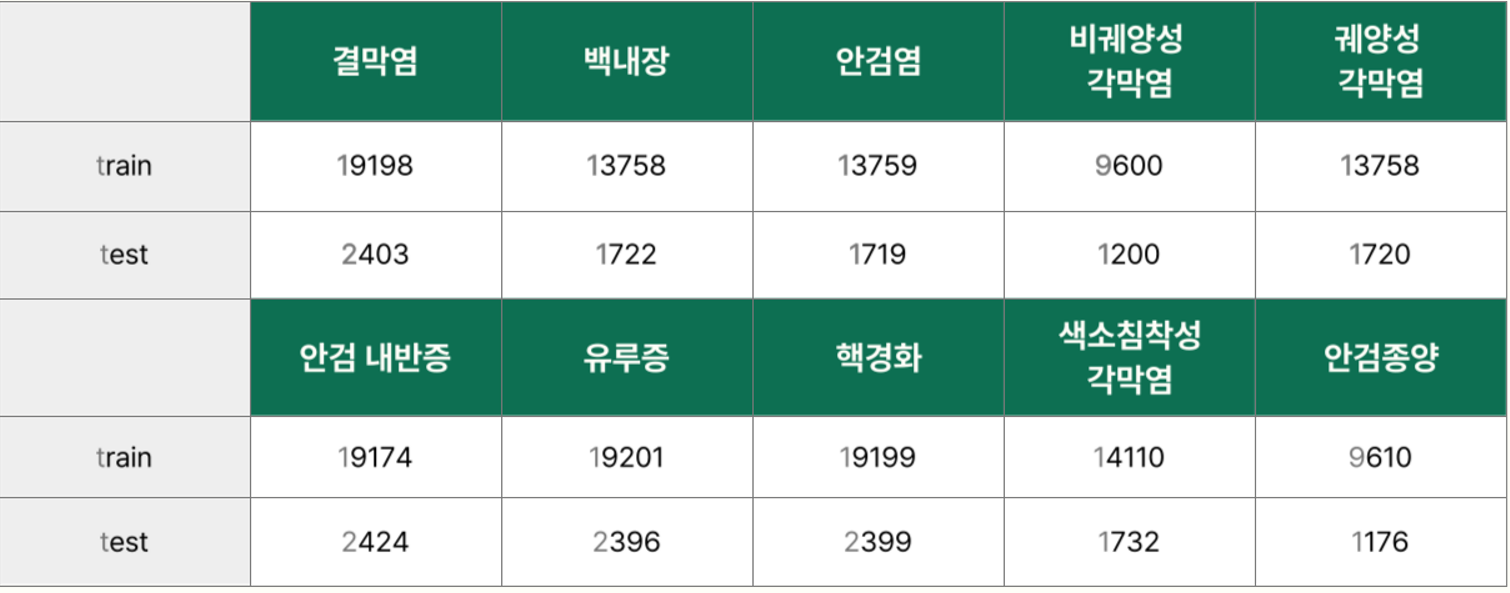 결막염 백내장 안검염 비궤양성 각막염 궤양성 각막염
train 19198 13758 13759 9600 13758
test 2403 1722 1719 1200 1720
안검 내반증 유루증 핵경화 색소침착성 각막염 안검종양
train 19174 19201 19199 14110 9610
test 2424 2396 2399 1732 1176